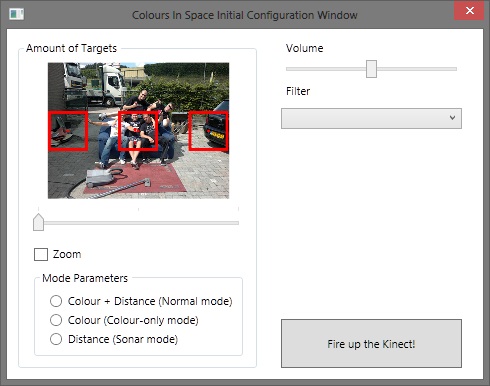 Colours In Space Initial Configuration Window
Amount of Targets
Zoom
Mode Parameters
Colour + Distance (Normal mode)
Colour (Colour-only mode)
Distance (Sonar mode)
Volume
Filter
Fire up the Kinect!